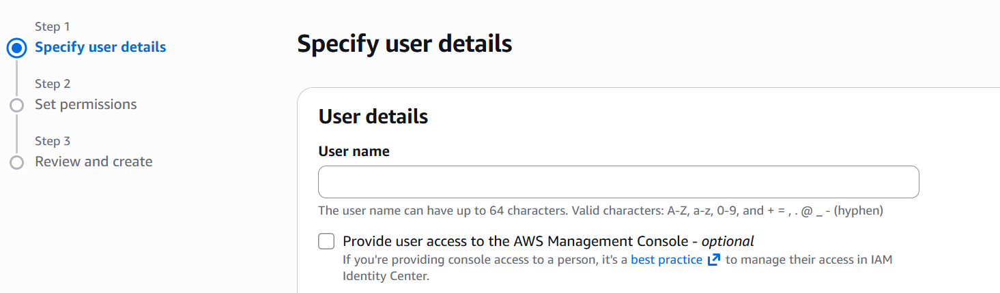 Step 1
Specify user details
Step 2
Set permissions
Step 3
Review and create
Specify user details
User details
User name
The user name can have up to 64 characters. Valid characters: A-Z, a-z, 0-9, and + = , . @ _ - (hyphen)
Provide user access to the AWS Management Console - optional
If you're providing console access to a person, it's a best practice to manage their access in IAM
Identity Center.